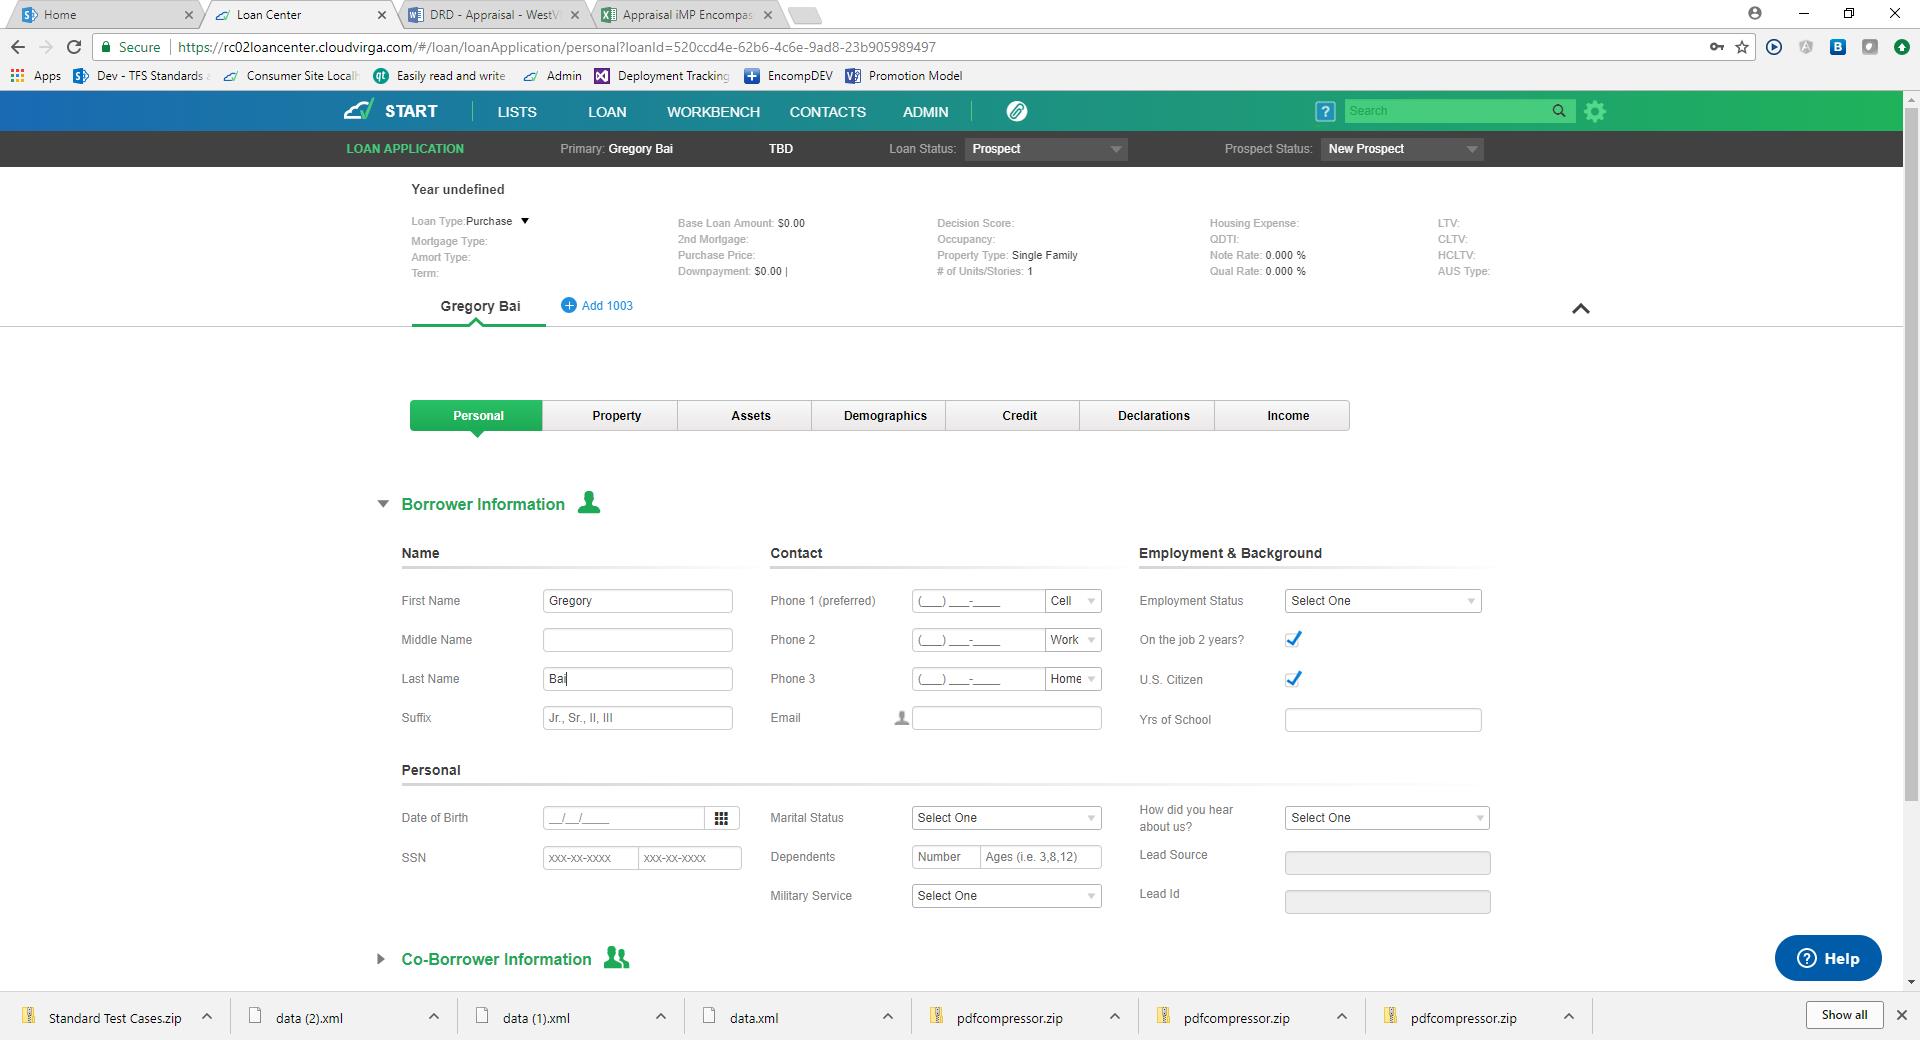 Home
Loan Center
DRD - Appraisal - WestV
Appraisal iMP Encompas
Secure
https://rc02loancenter.cloudvirga.com/#/loan/loanApplication/personal?loanId=520ccd4e-62b6-4c6e-9ad8-23b905989497
Apps
Dev - TFS Standards
Consumer Site Local
Easily read and write
Admin
Deployment Tracking
EncompDEV
Promotion Model
START
LISTS
LOAN
WORKBENCH
CONTACTS
ADMIN
?
Search
LOAN APPLICATION
Primary: Gregory Bai
TBD
Loan Status: Prospect
Prospect Status: New Prospect
Year undefined
Loan Type:Purchase
Mortgage Type:
Amort Type:
Term:
Base Loan Amount: $0.00
2nd Mortgage:
Purchase Price:
Downpayment: $0.00 |
Decision Score:
Occupancy:
Property Type: Single Family
# of Units/Stories: 1
Housing Expense:
QDTI:
Note Rate: 0.000 %
Qual Rate: 0.000 %
LTV:
CLTV:
HCLTV:
AUS Type:
Gregory Bai
Add 1003
Personal
Property
Assets
Demographics
Credit
Declarations
Income
Borrower Information
Name
First Name Gregory
Middle Name
Last Name Bai
Suffix Jr., Sr., II, III
Contact
Phone 1 (preferred) (___) ___-____ Cell
Phone 2 (___) ___-____ Work
Phone 3 (___) ___-____ Home
Email
Employment & Background
Employment Status Select One
On the job 2 years?
U.S. Citizen
Yrs of School
Personal
Date of Birth __/__/____
SSN xxx-xx-xxxx xxx-xx-xxxx
Marital Status Select One
Dependents Number Ages (i.e. 3,8,12)
Military Service Select One
How did you hear
about us? Select One
Lead Source
Lead Id
Co-Borrower Information
Help
Standard Test Cases.zip
data (2).xml
data (1).xml
data.xml
pdfcompressor.zip
pdfcompressor.zip
pdfcompressor.zip
Show all